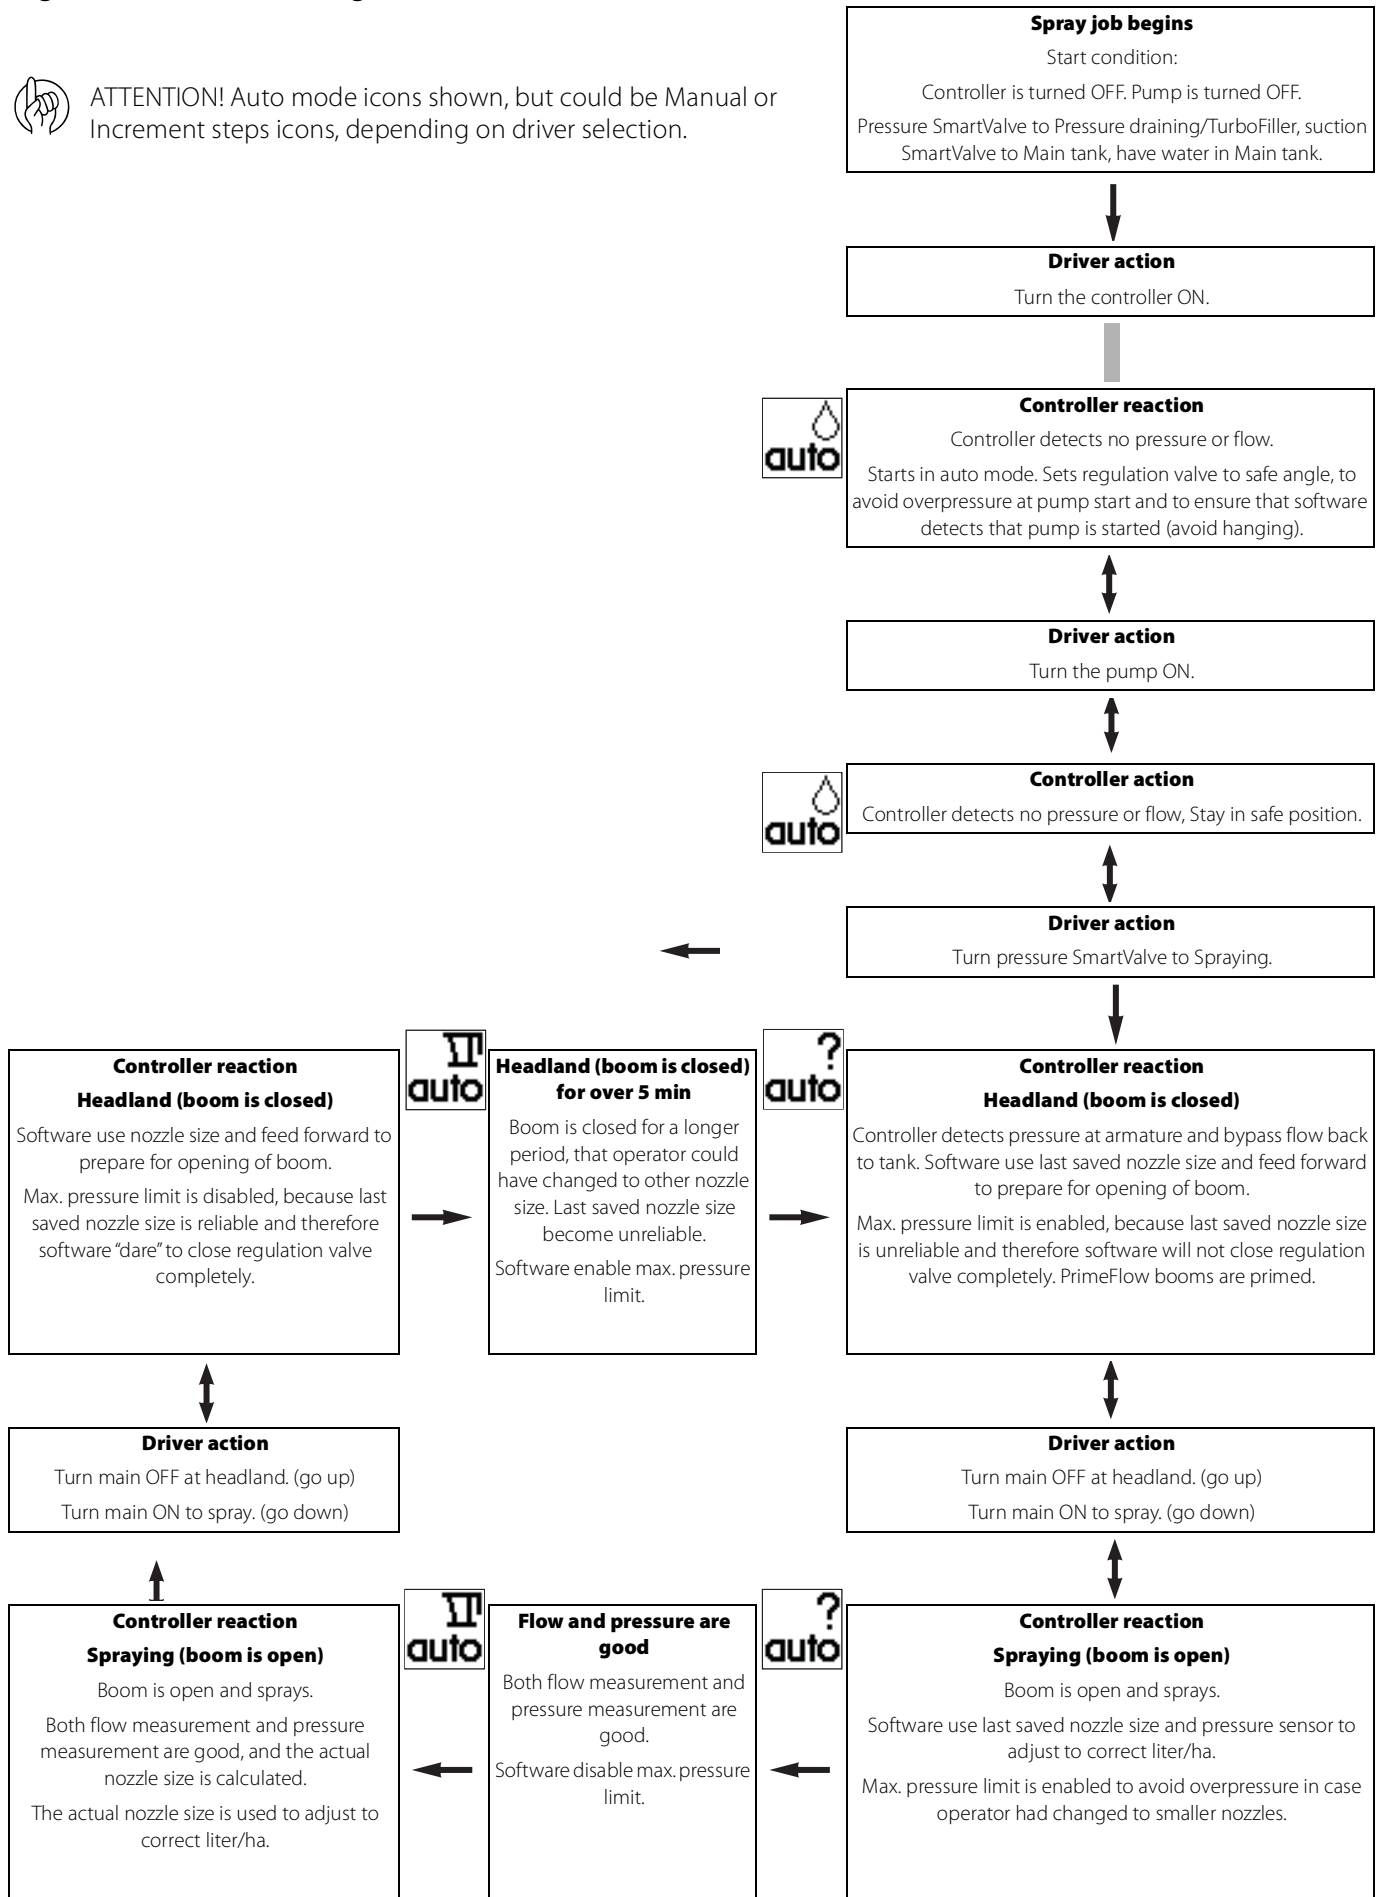 Spray job begins
Start condition:
Controller is turned OFF. Pump is turned OFF.
Pressure SmartValve to Pressure draining/TurboFiller, suction
SmartValve to Main tank, have water in Main tank.
ATTENTION! Auto mode icons shown, but could be Manual or
Increment steps icons, depending on driver selection.
Driver action
Turn the controller ON.
auto
Controller reaction
Controller detects no pressure or flow.
Starts in auto mode. Sets regulation valve to safe angle, to
avoid overpressure at pump start and to ensure that software
detects that pump is started (avoid hanging).
Driver action
Turn the pump ON.
auto
Controller action
Controller detects no pressure or flow, Stay in safe position.
Driver action
Turn pressure SmartValve to Spraying.
Controller reaction
Headland (boom is closed)
Software use nozzle size and feed forward to
prepare for opening of boom.
Max. pressure limit is disabled, because last
saved nozzle size is reliable and therefore
software “dare” to close regulation valve
completely.
auto
Headland (boom is closed)
for over 5 min
Boom is closed for a longer
period, that operator could
have changed to other nozzle
size. Last saved nozzle size
become unreliable.
Software enable max. pressure
limit.
?
auto
Controller reaction
Headland (boom is closed)
Controller detects pressure at armature and bypass flow back
to tank. Software use last saved nozzle size and feed forward
to prepare for opening of boom.
Max. pressure limit is enabled, because last saved nozzle size
is unreliable and therefore software will not close regulation
valve completely. PrimeFlow booms are primed.
Driver action
Turn main OFF at headland. (go up)
Turn main ON to spray. (go down)
Driver action
Turn main OFF at headland. (go up)
Turn main ON to spray. (go down)
Controller reaction
Spraying (boom is open)
Boom is open and sprays.
Both flow measurement and pressure
measurement are good, and the actual
nozzle size is calculated.
The actual nozzle size is used to adjust to
correct liter/ha.
auto
Flow and pressure are
good
Both flow measurement and
pressure measurement are
good.
Software disable max. pressure
limit.
?
auto
Controller reaction
Spraying (boom is open)
Boom is open and sprays.
Software use last saved nozzle size and pressure sensor to
adjust to correct liter/ha.
Max. pressure limit is enabled to avoid overpressure in case
operator had changed to smaller nozzles.